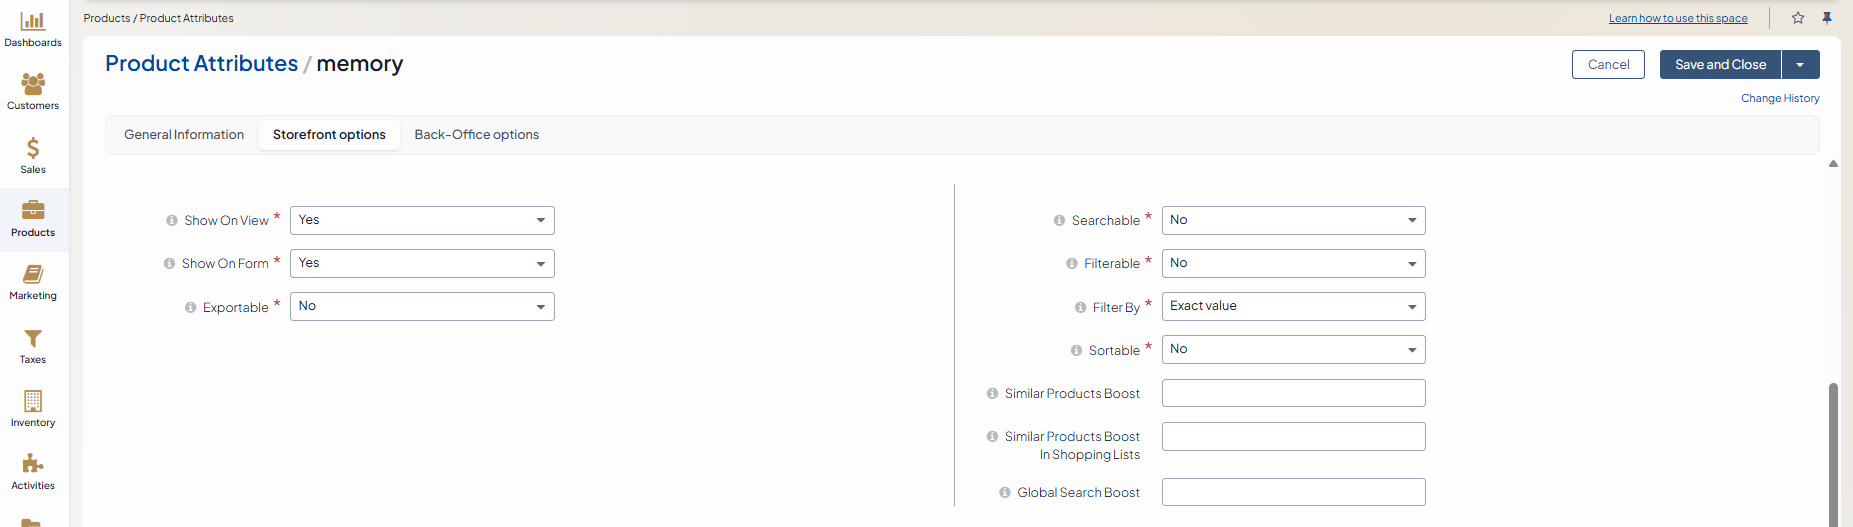 Products / Product Attributes
Learn how to use this space
Dashboards
Customers
Sales
Products
Marketing
Taxes
Inventory
Activities
Product Attributes / memory
Cancel
Save and Close
Change History
General Information
Storefront options
Back-Office options
Show On View * Yes
Show On Form * Yes
Exportable * No
Searchable * No
Filterable * No
Filter By * Exact value
Sortable * No
Similar Products Boost
Similar Products Boost
In Shopping Lists
Global Search Boost